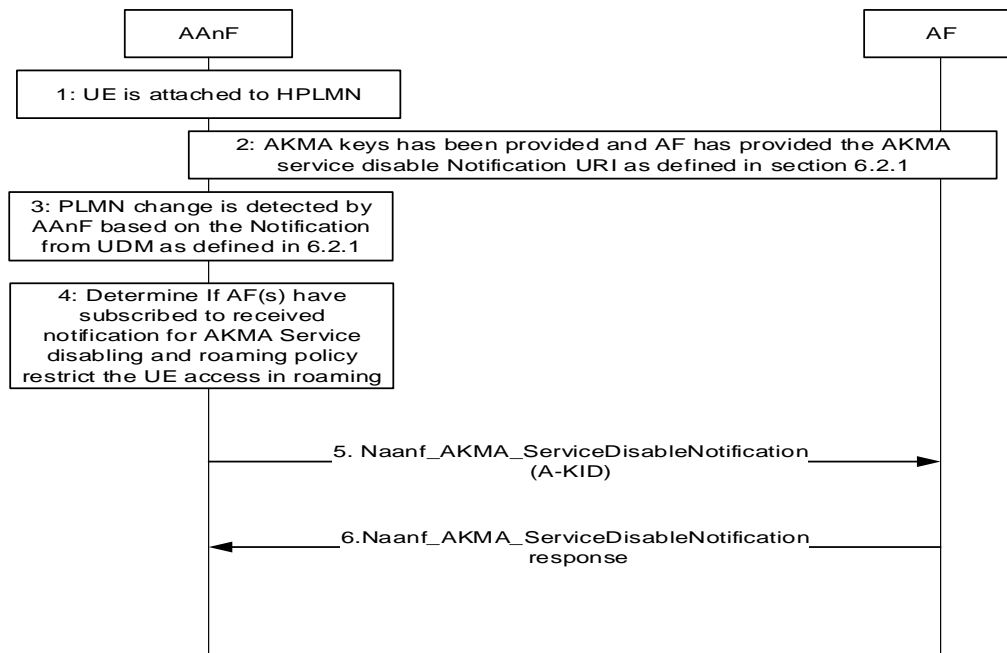 AAnF
AF
1: UE is attached to HPLMN
2: AKMA keys has been provided and AF has provided the AKMA
service disable Notification URI as defined in section 6.2.1
3: PLMN change is detected by
AAnF based on the Notification
from UDM as defined in 6.2.1
4: Determine If AF(s) have
subscribed to received
notification for AKMA Service
disabling and roaming policy
restrict the UE access in roaming
5. Naanf_AKMA_ServiceDisableNotification
(A-KID)
6.Naanf_AKMA_ServiceDisableNotification
response